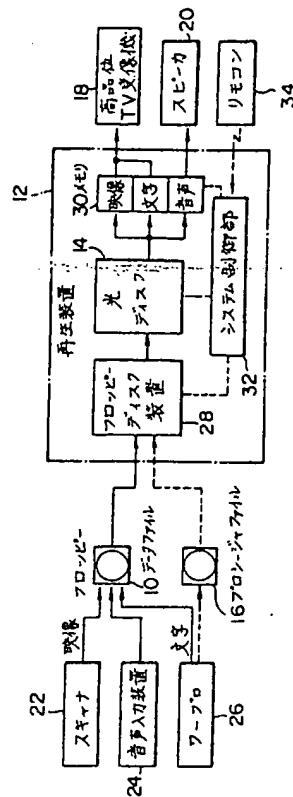 22
スキャナ
映像
24
音声入力装置
26
ワープロ
文字
フロッピー
10 データファイル
16 プロシージャファイル
12
再生装置
フロッピー
ディスク
装置
28
14
光
ディスク
30 メモリ
映像
文字
音声
システム制御部
32
18
高品位
TV受像機
20
スピーカ
リモコン
34